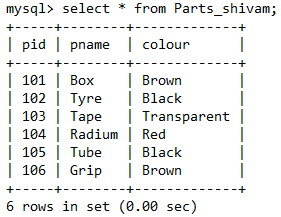 mysql> select * from Parts_shivam;
+-----+--------+-------------+
| pid | pname  | colour      |
+-----+--------+-------------+
| 101 | Box    | Brown       |
| 102 | Tyre   | Black       |
| 103 | Tape   | Transparent |
| 104 | Radium | Red         |
| 105 | Tube   | Black       |
| 106 | Grip   | Brown       |
+-----+--------+-------------+
6 rows in set (0.00 sec)